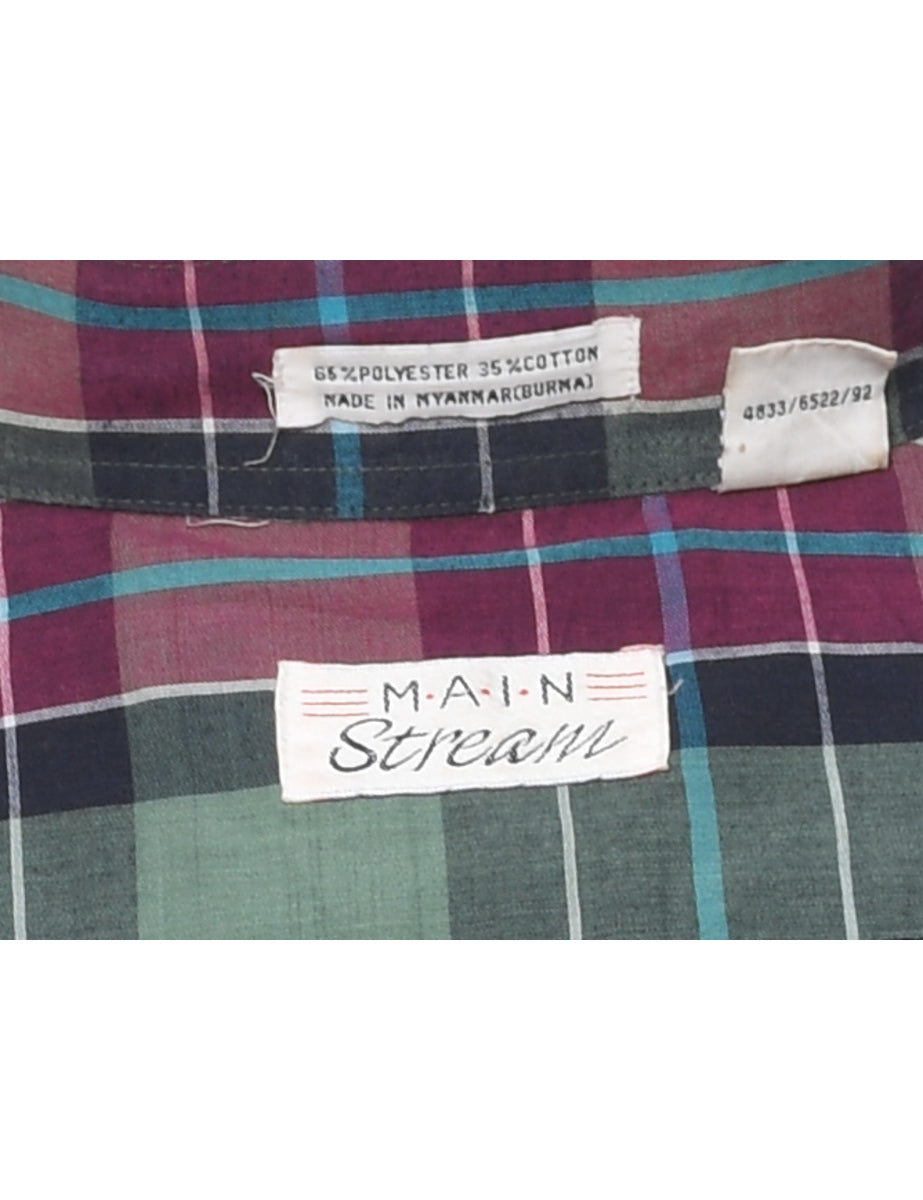 65%POLYESTER 35%COTTON
MADE IN MYANMAR(BURMA)
4833/6522/92
M·A·I·N
Stream